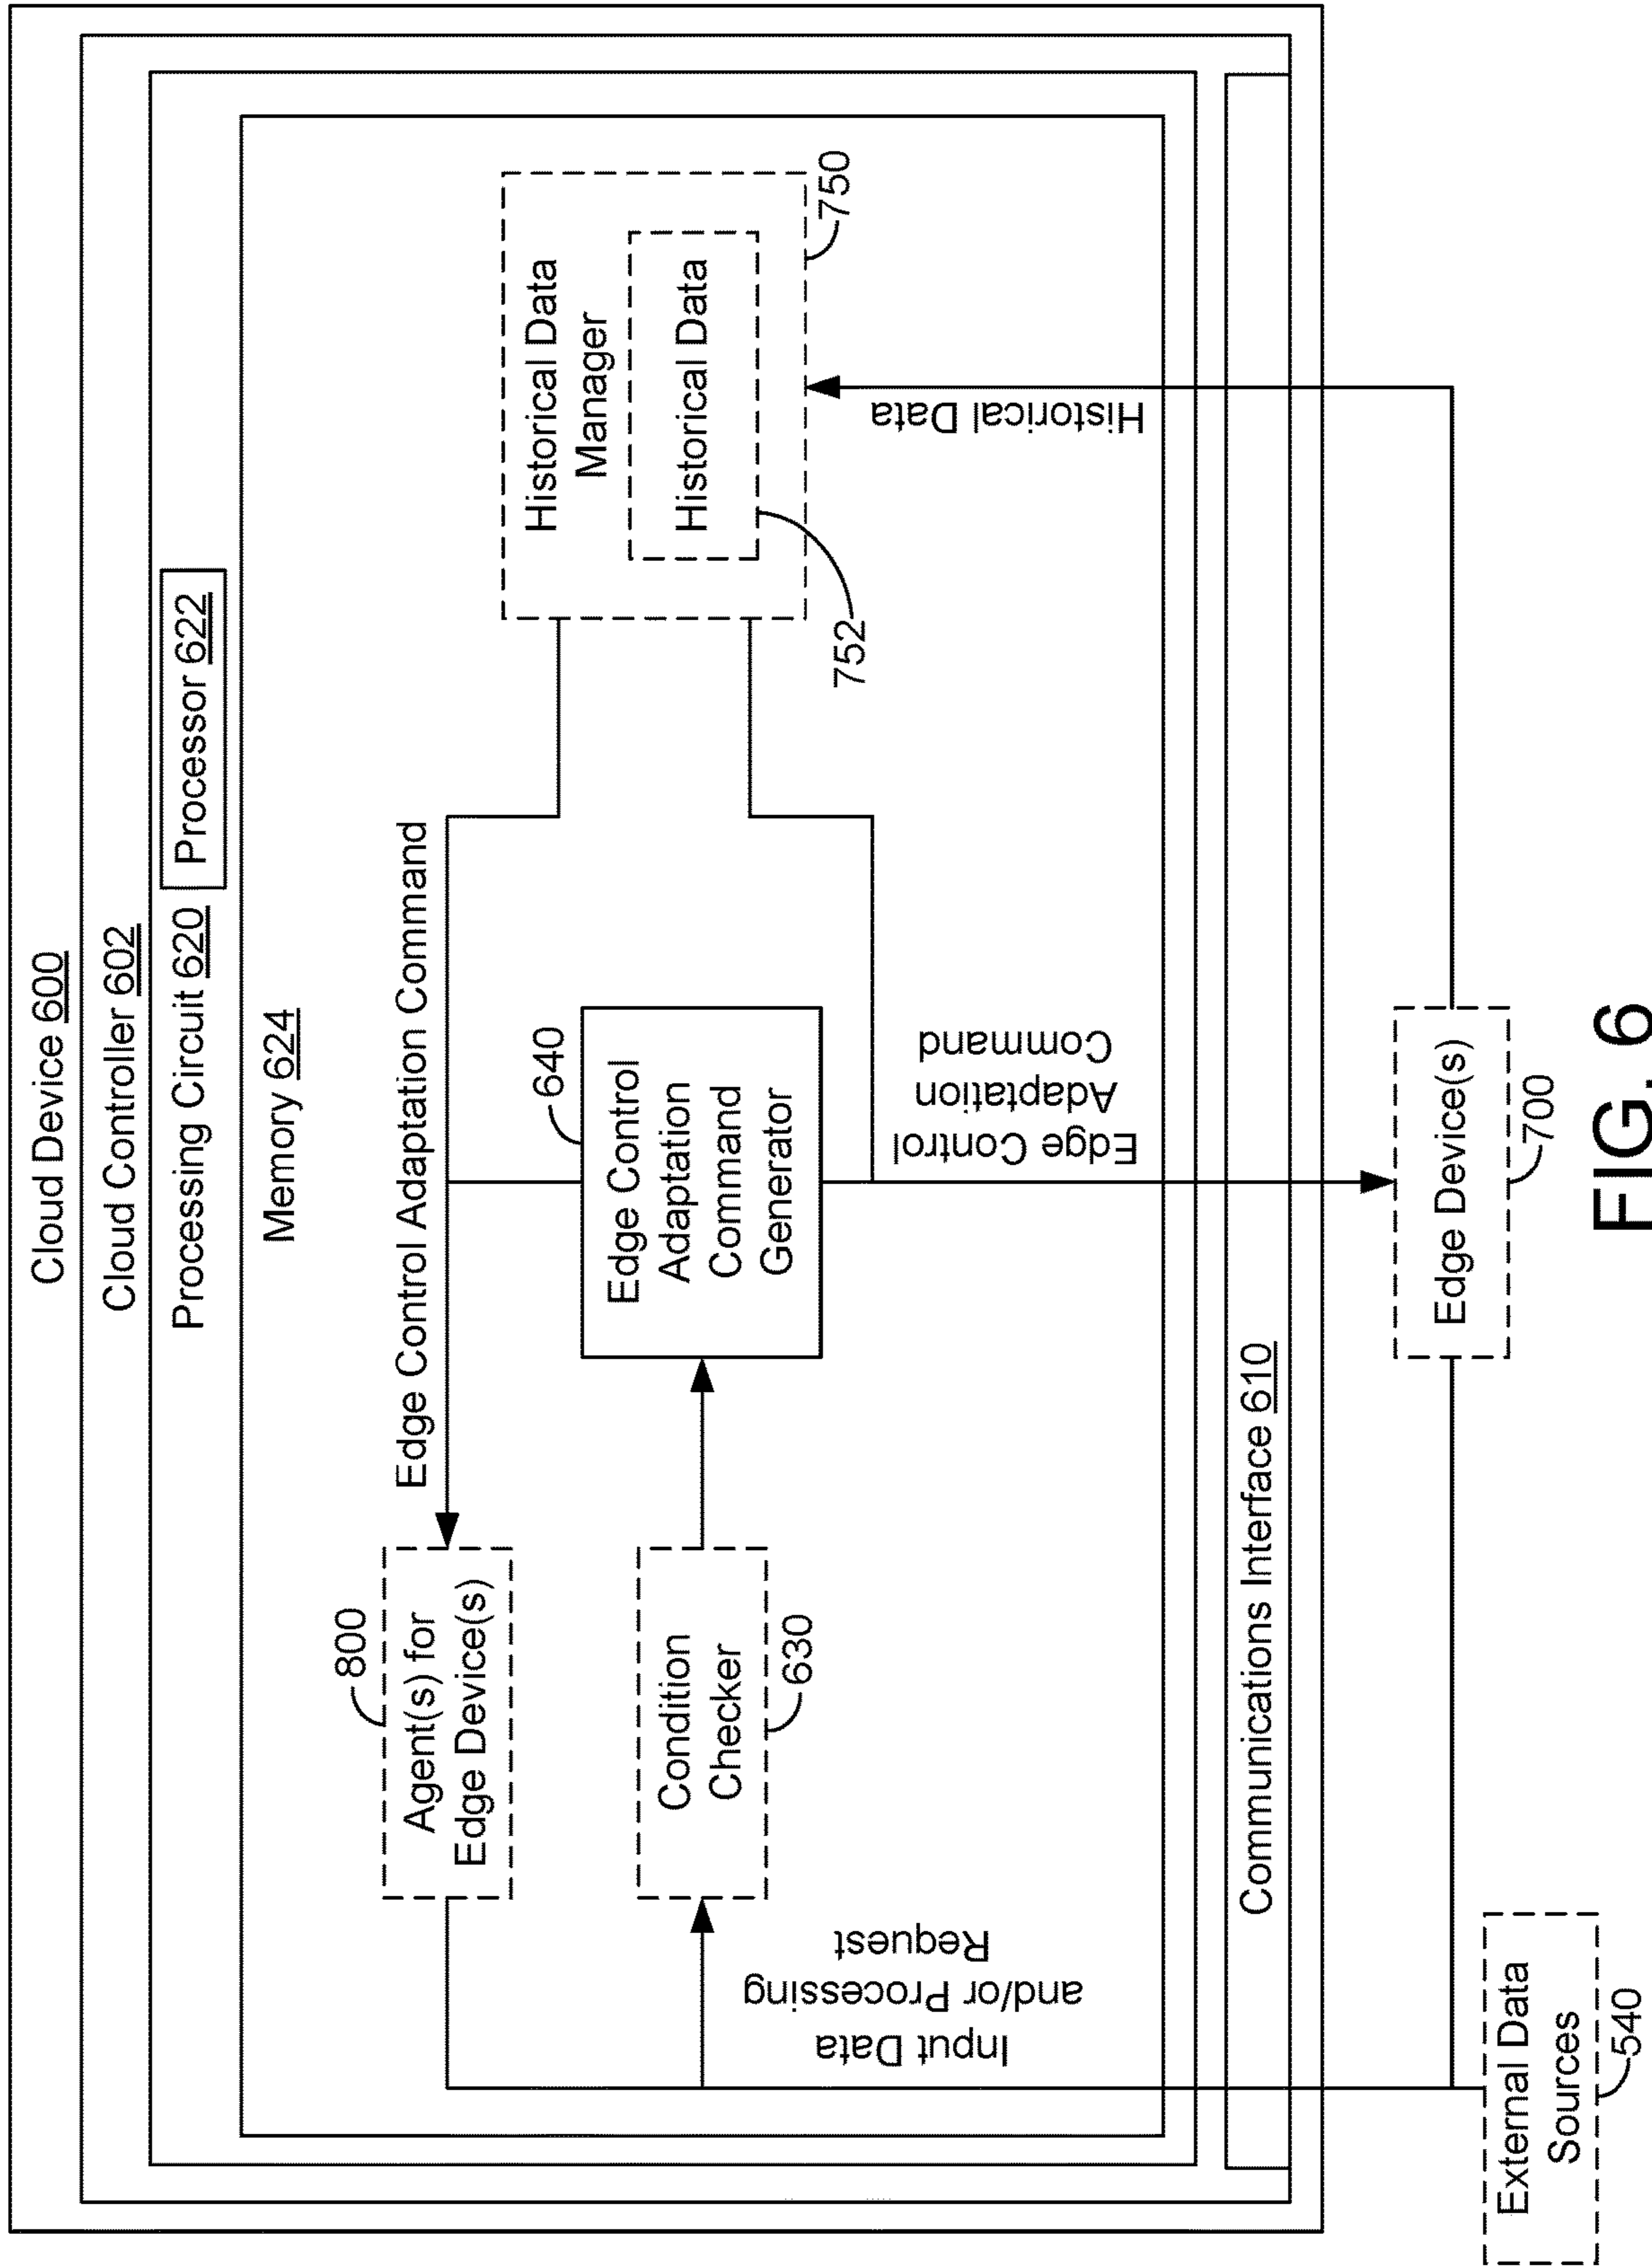 Cloud Device 600
Cloud Controller 602
Processing Circuit 620
Processor 622
Memory 624
800
Agent(s) for
Edge Device(s)
Edge Control Adaptation Command
Historical Data
Manager
Historical Data
750
752
640
Edge Control
Adaptation
Command
Generator
Condition
Checker
630
Input Data
and/or Processing
Request
Edge Control
Adaptation
Command
Historical Data
Communications Interface 610
External Data
Sources
540
Edge Device(s)
700
FIG. 6